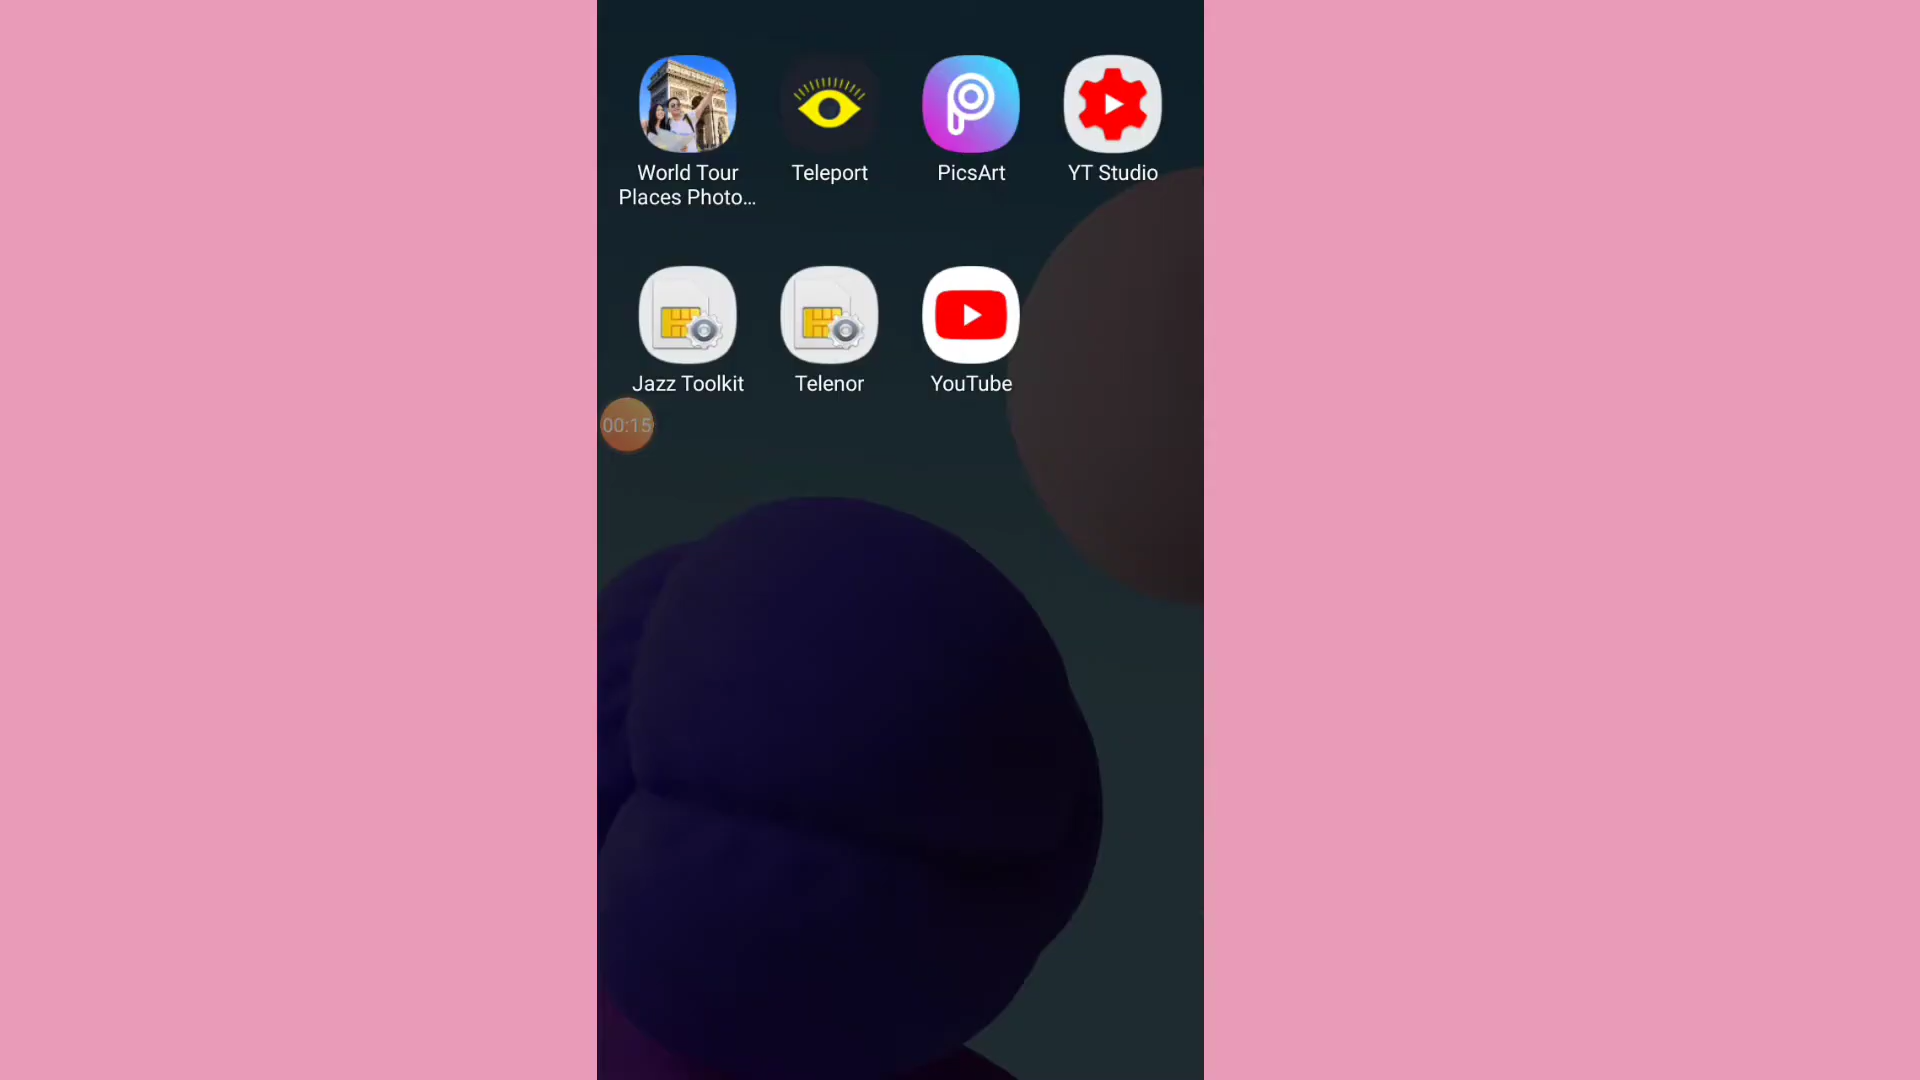 World Tour
Places Photo...
Teleport
PicsArt
YT Studio
Jazz Toolkit
Telenor
YouTube
00:15